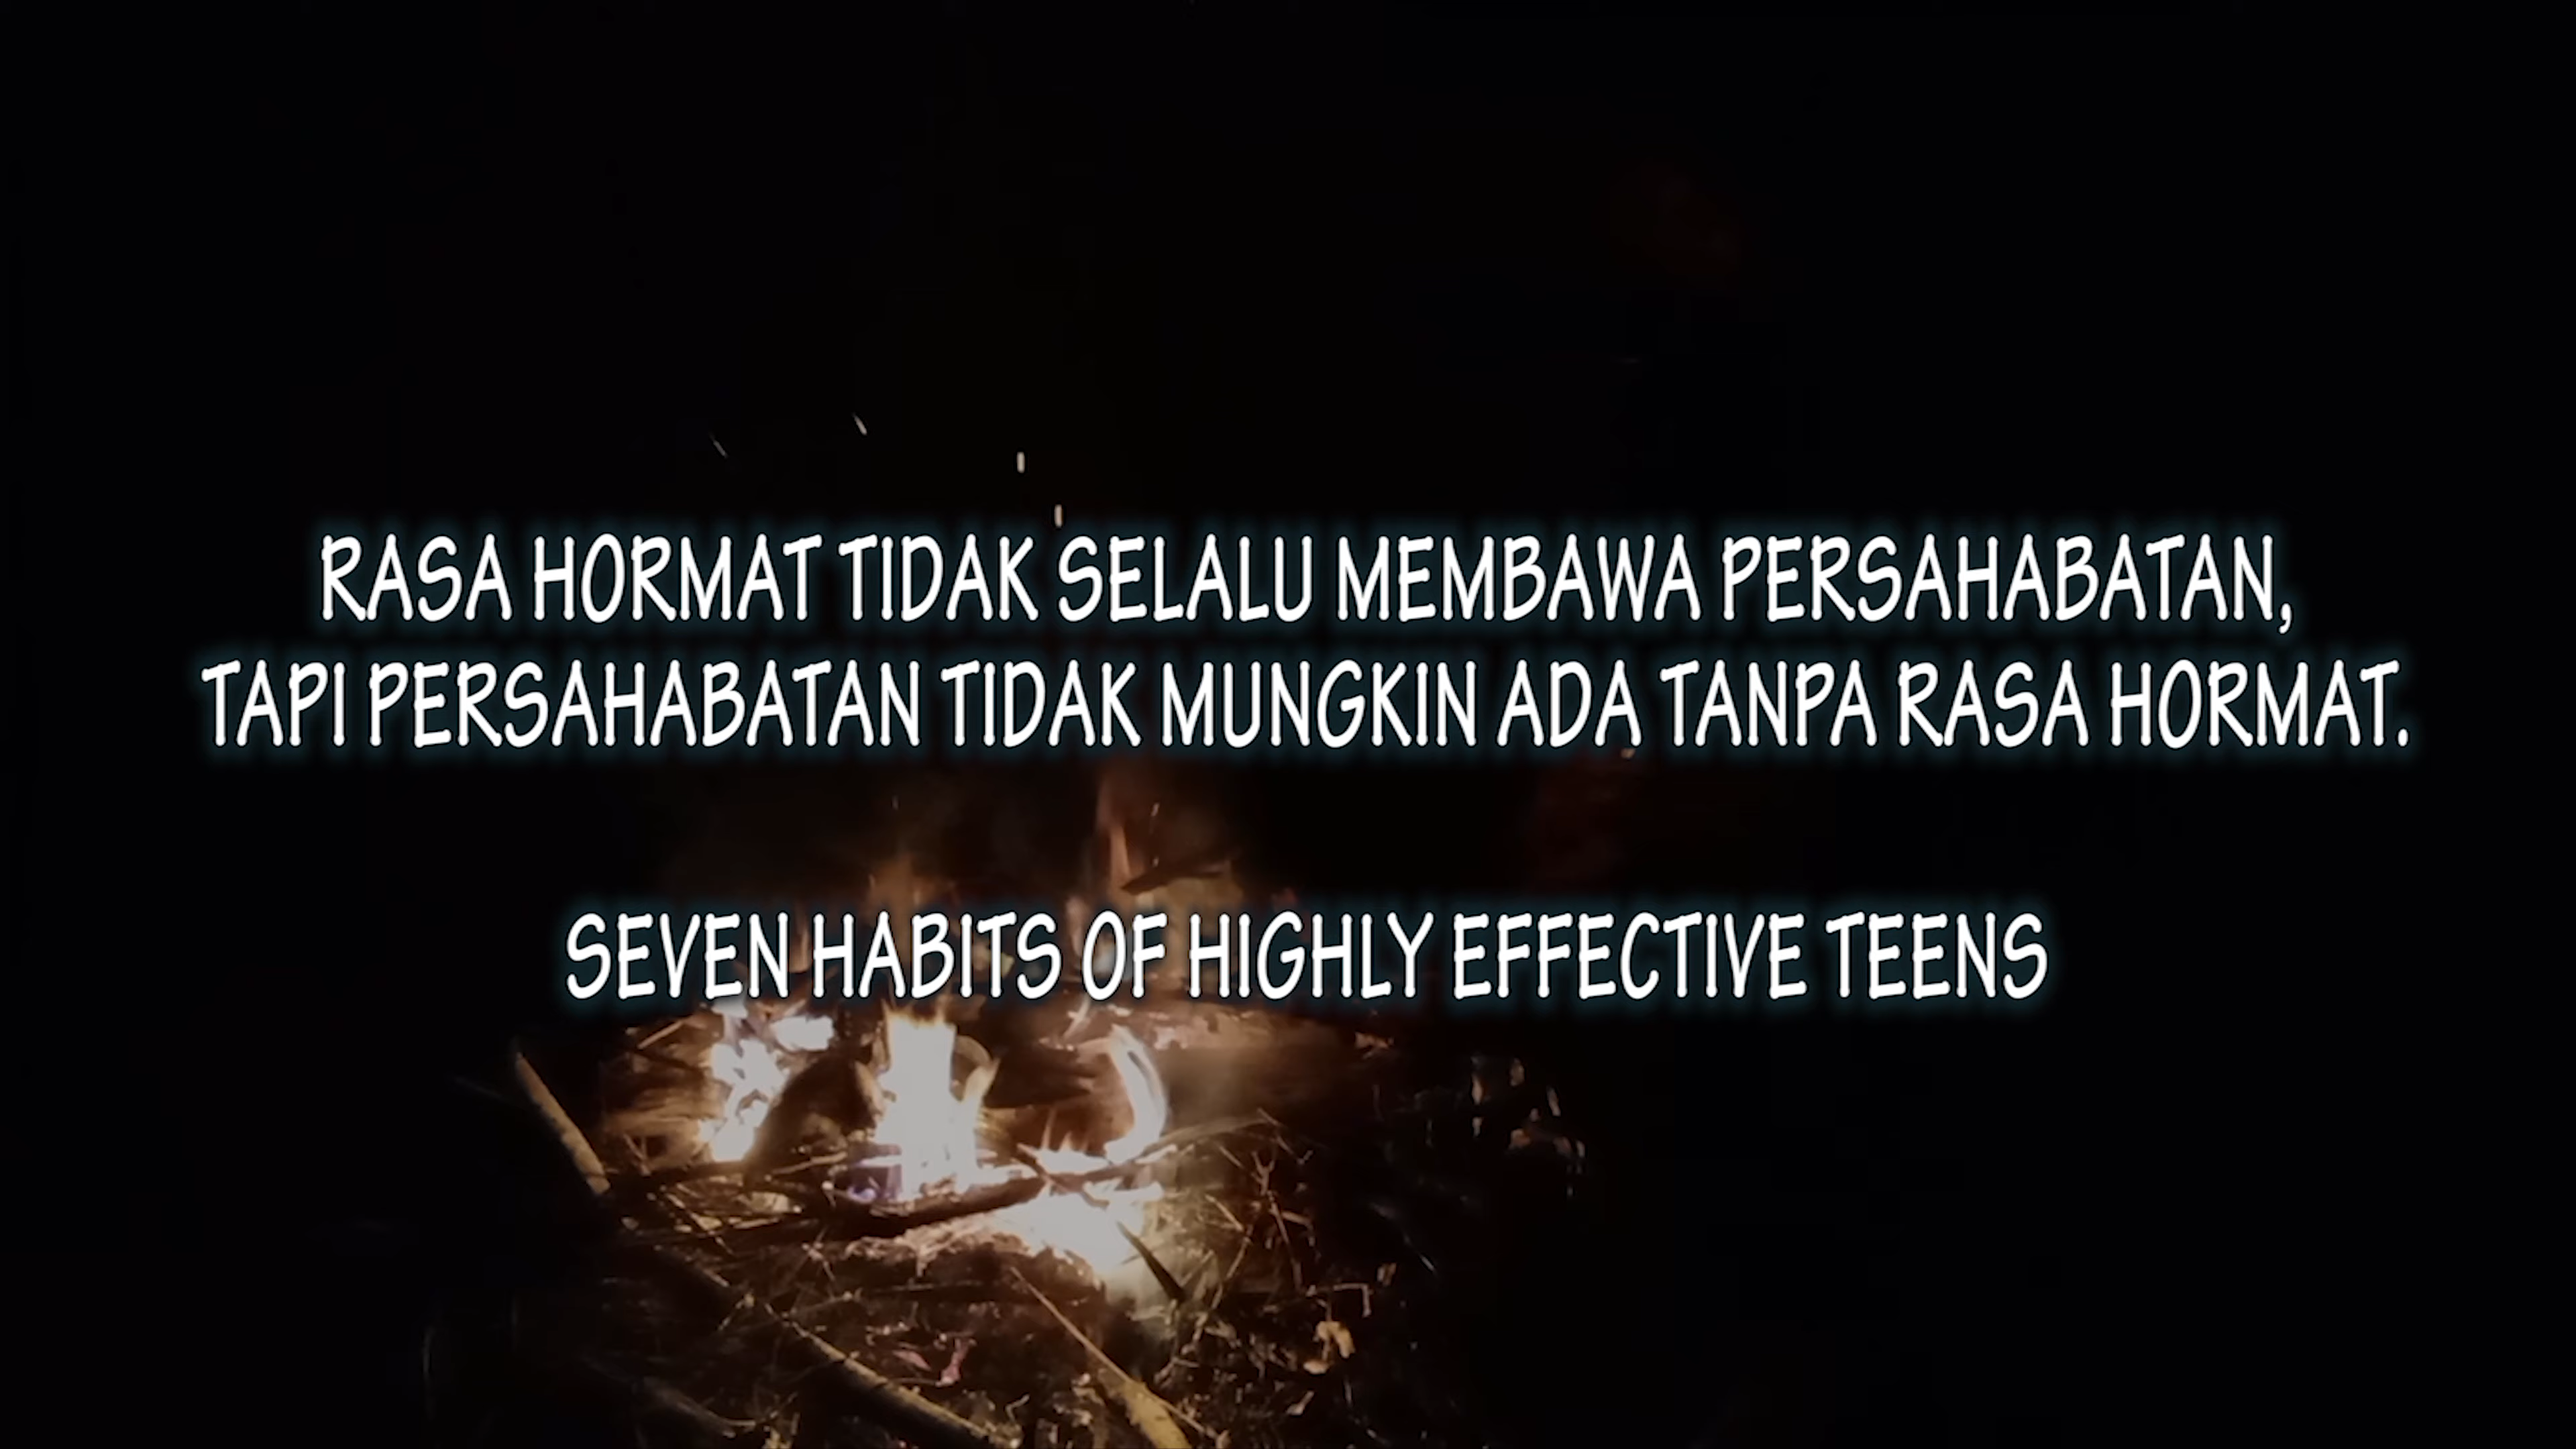 RASA HORMAT TIDAK SELALU MEMBAWA PERSAHABATAN,
TAPI PERSAHABATAN TIDAK MUNGKIN ADA TANPA RASA HORMAT.
SEVEN HABITS OF HIGHLY EFFECTIVE TEENS